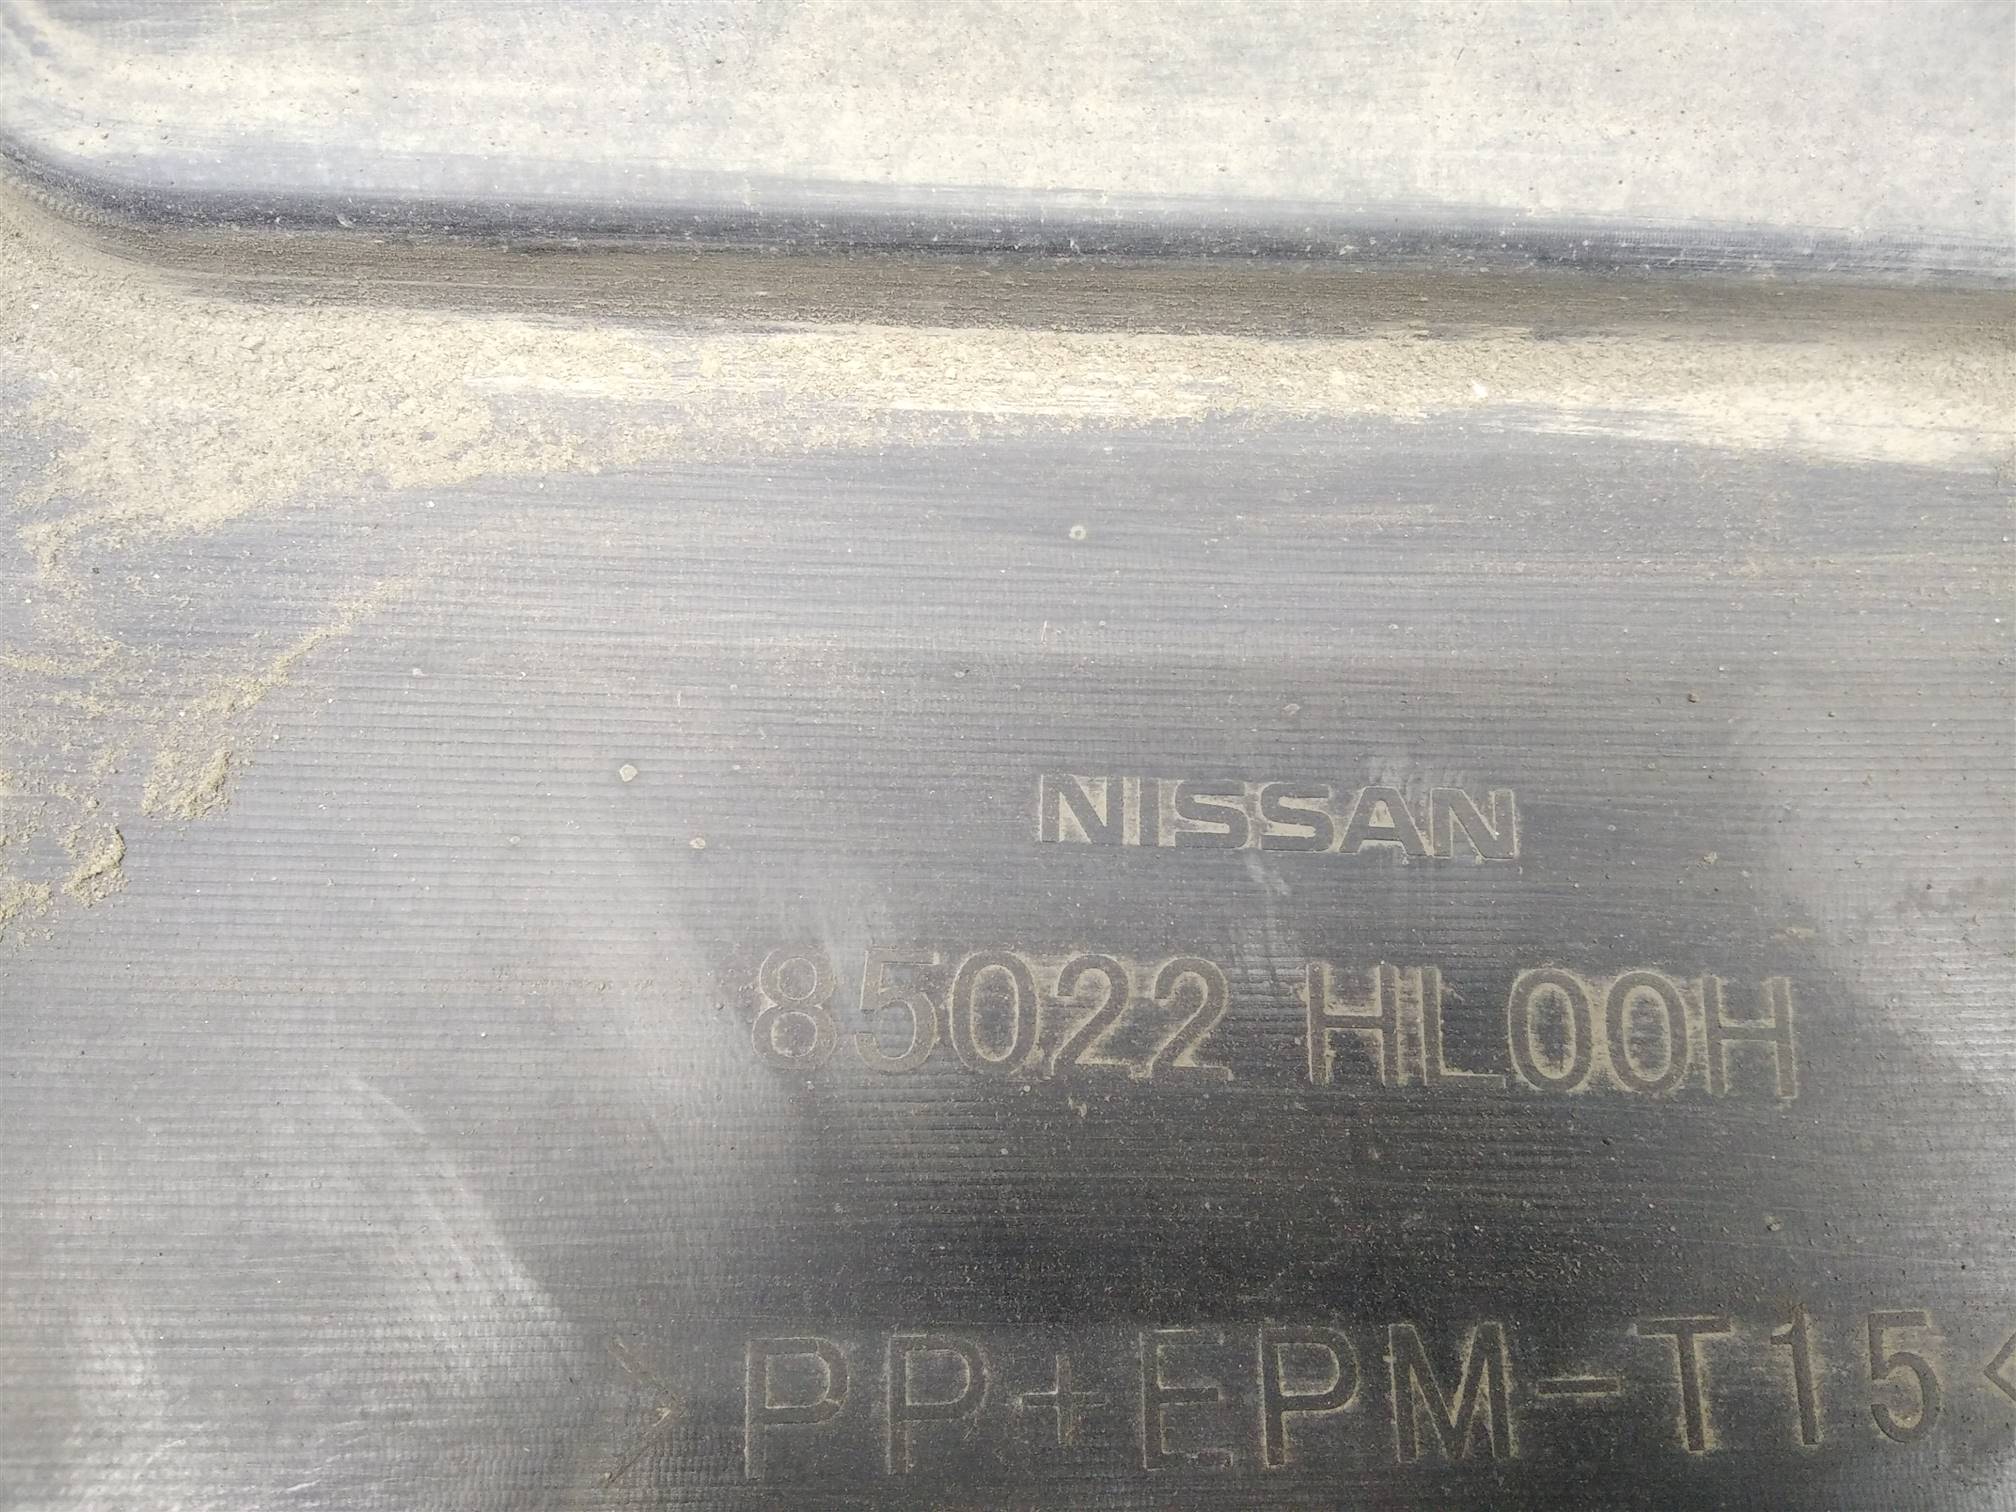 NISSAN
85022 HL00H
>PP+EPM-T15<